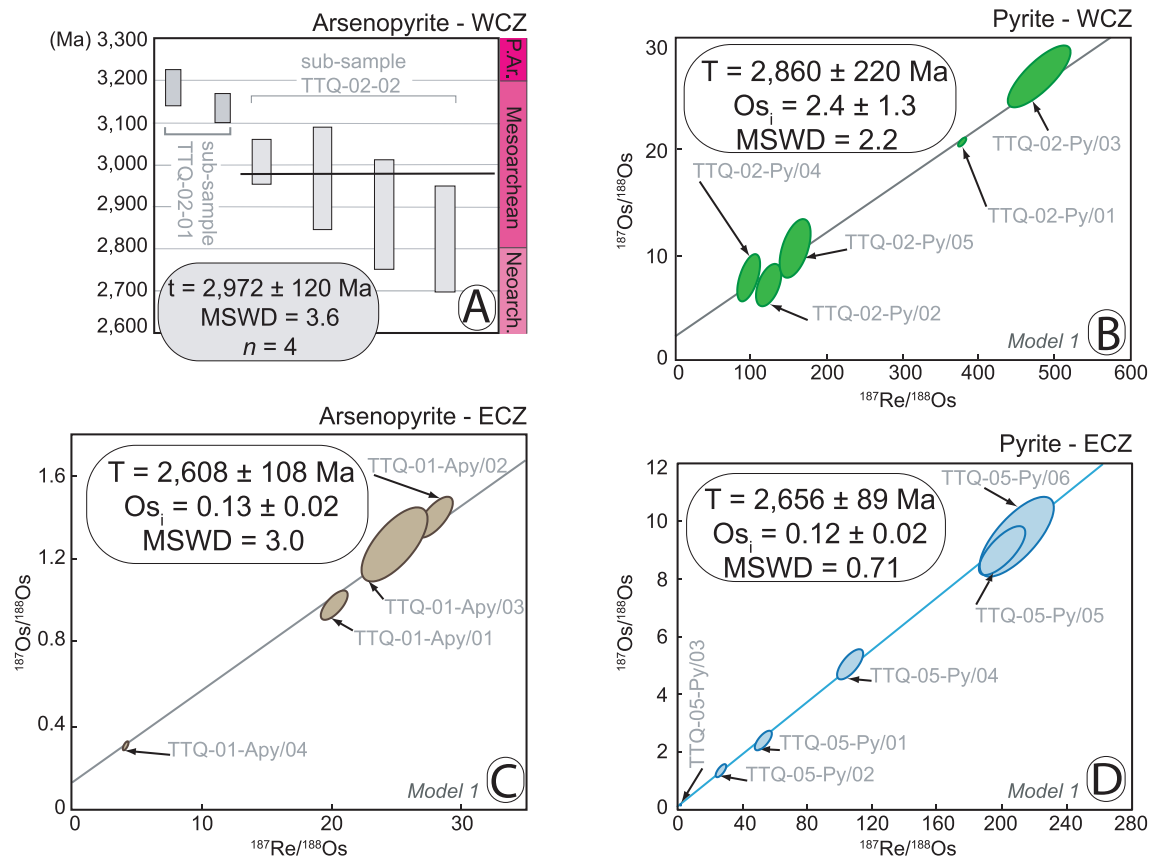 Arsenopyrite - WCZ
(Ma)
3,300
3,200
3,100
3,000
2,900
2,800
2,700
2,600
P.Ar.
Mesoarchean
Neoarch.
sub-sample
TTQ-02-02
sub-sample
TTQ-02-01
t = 2,972 ± 120 Ma
MSWD = 3.6
n = 4
A
Pyrite - WCZ
30
20
10
0
187Os/188Os
T = 2,860 ± 220 Ma
Osi = 2.4 ± 1.3
MSWD = 2.2
TTQ-02-Py/03
TTQ-02-Py/04
TTQ-02-Py/01
TTQ-02-Py/05
TTQ-02-Py/02
Model 1
B
0 100 200 300 400 500 600
187Re/188Os
Arsenopyrite - ECZ
1.6
1.2
0.8
0.4
0
187Os/188Os
T = 2,608 ± 108 Ma
Osi = 0.13 ± 0.02
MSWD = 3.0
TTQ-01-Apy/02
TTQ-01-Apy/03
TTQ-01-Apy/01
TTQ-01-Apy/04
Model 1
C
0 10 20 30
187Re/188Os
Pyrite - ECZ
12
10
8
6
4
2
0
187Os/188Os
T = 2,656 ± 89 Ma
Osi = 0.12 ± 0.02
MSWD = 0.71
TTQ-05-Py/06
TTQ-05-Py/05
TTQ-05-Py/03
TTQ-05-Py/04
TTQ-05-Py/01
TTQ-05-Py/02
Model 1
D
0 40 80 120 160 200 240 280
187Re/188Os